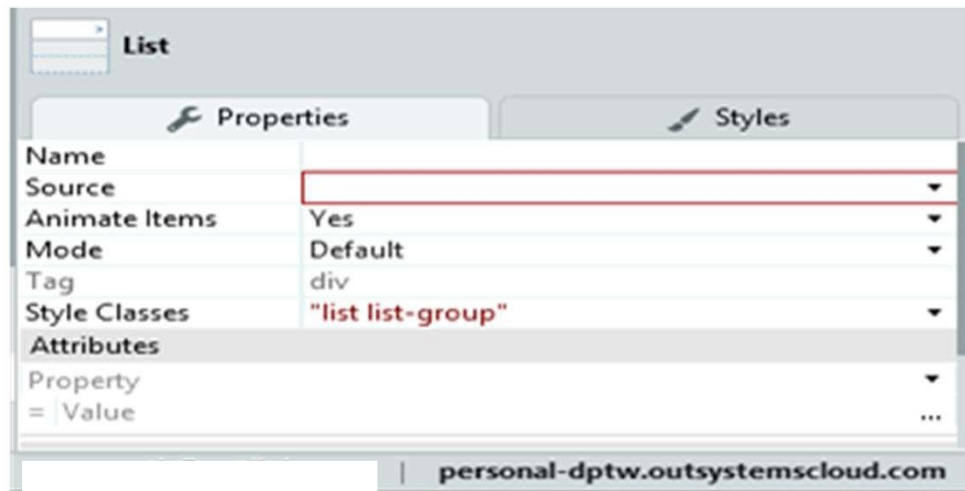 List
Properties Styles
Name
Source
Animate Items Yes
Mode Default
Tag div
Style Classes "list list-group"
Attributes
Property
= Value ...
| personal-dptw.outsystemscloud.com